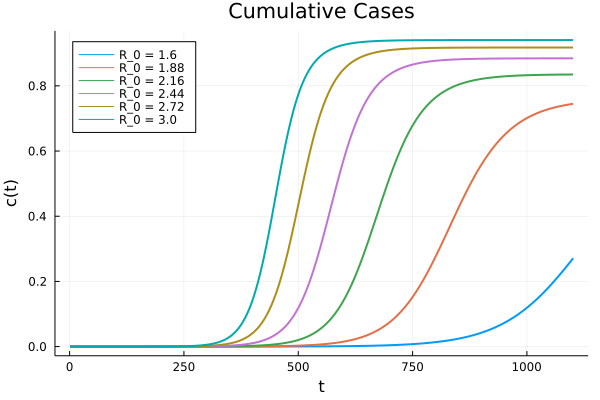 Cumulative Cases
R_0 = 1.6
R_0 = 1.88
R_0 = 2.16
R_0 = 2.44
R_0 = 2.72
R_0 = 3.0
c(t)
0.8
0.6
0.4
0.2
0.0
0 250 500 750 1000
t